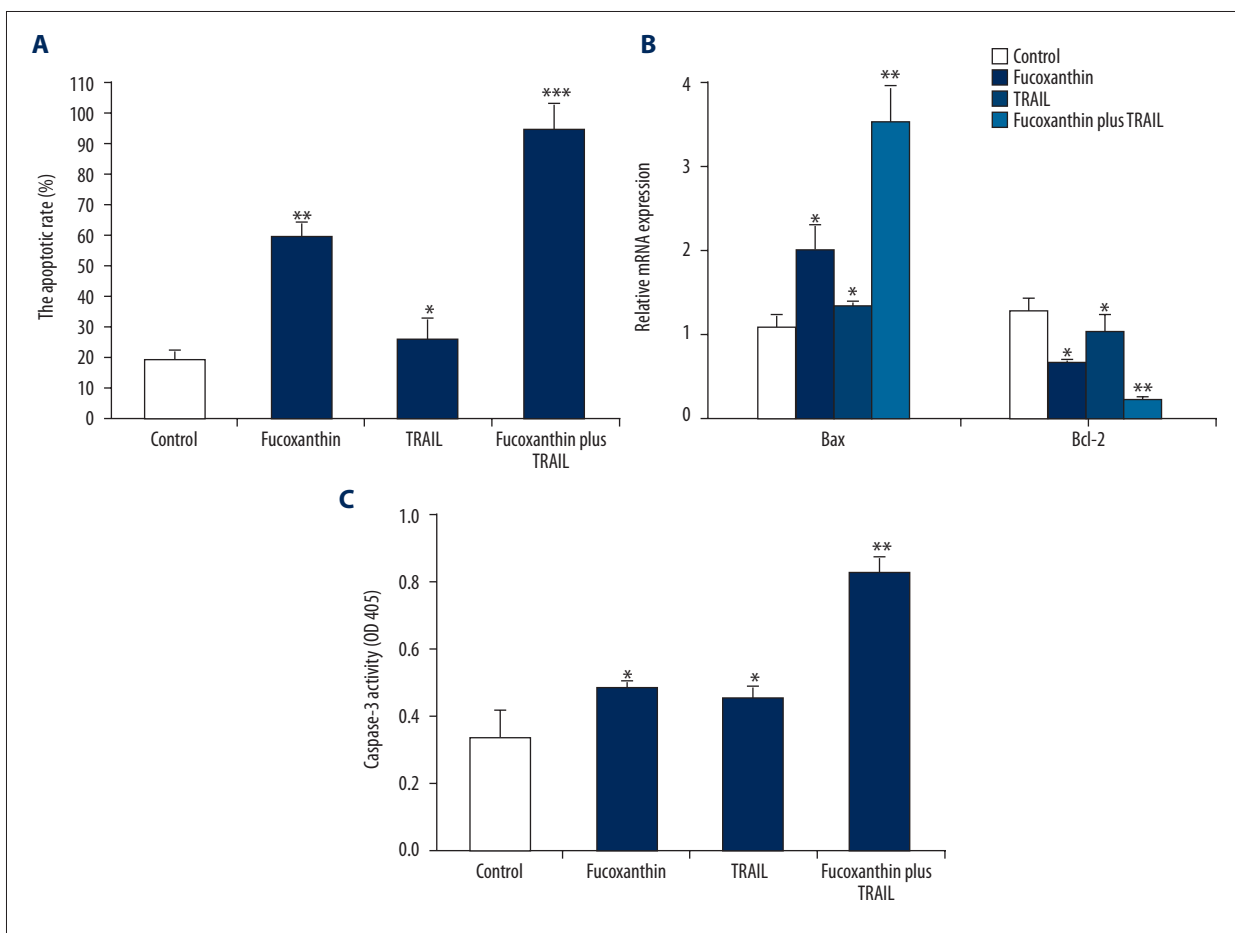 A
The apoptotic rate (%)
110
100
90
80
70
60
50
40
30
20
10
0
**
*
***
Control
Fucoxanthin
TRAIL
Fucoxanthin plus
TRAIL
B
Relative mRNA expression
4
3
2
1
0
*
*
**
*
*
**
Bax
Bcl-2
Control
Fucoxanthin
TRAIL
Fucoxanthin plus TRAIL
C
Caspase-3 activity (OD 405)
1.0
0.8
0.6
0.4
0.2
0.0
*
*
**
Control
Fucoxanthin
TRAIL
Fucoxanthin plus
TRAIL